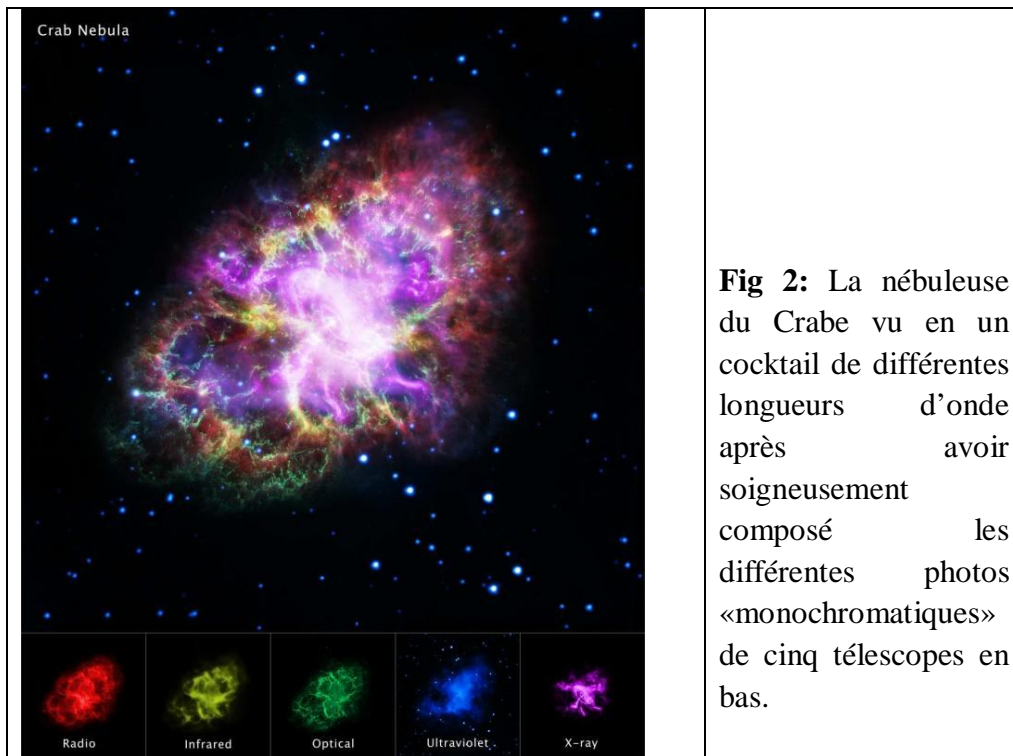 Crab Nebula
Radio
Infrared
Optical
Ultraviolet
X-ray
Fig 2: La nébuleuse
du Crabe vu en un
cocktail de différentes
longueurs d’onde
après avoir
soigneusement
composé les
différentes photos
«monochromatiques»
de cinq télescopes en
bas.